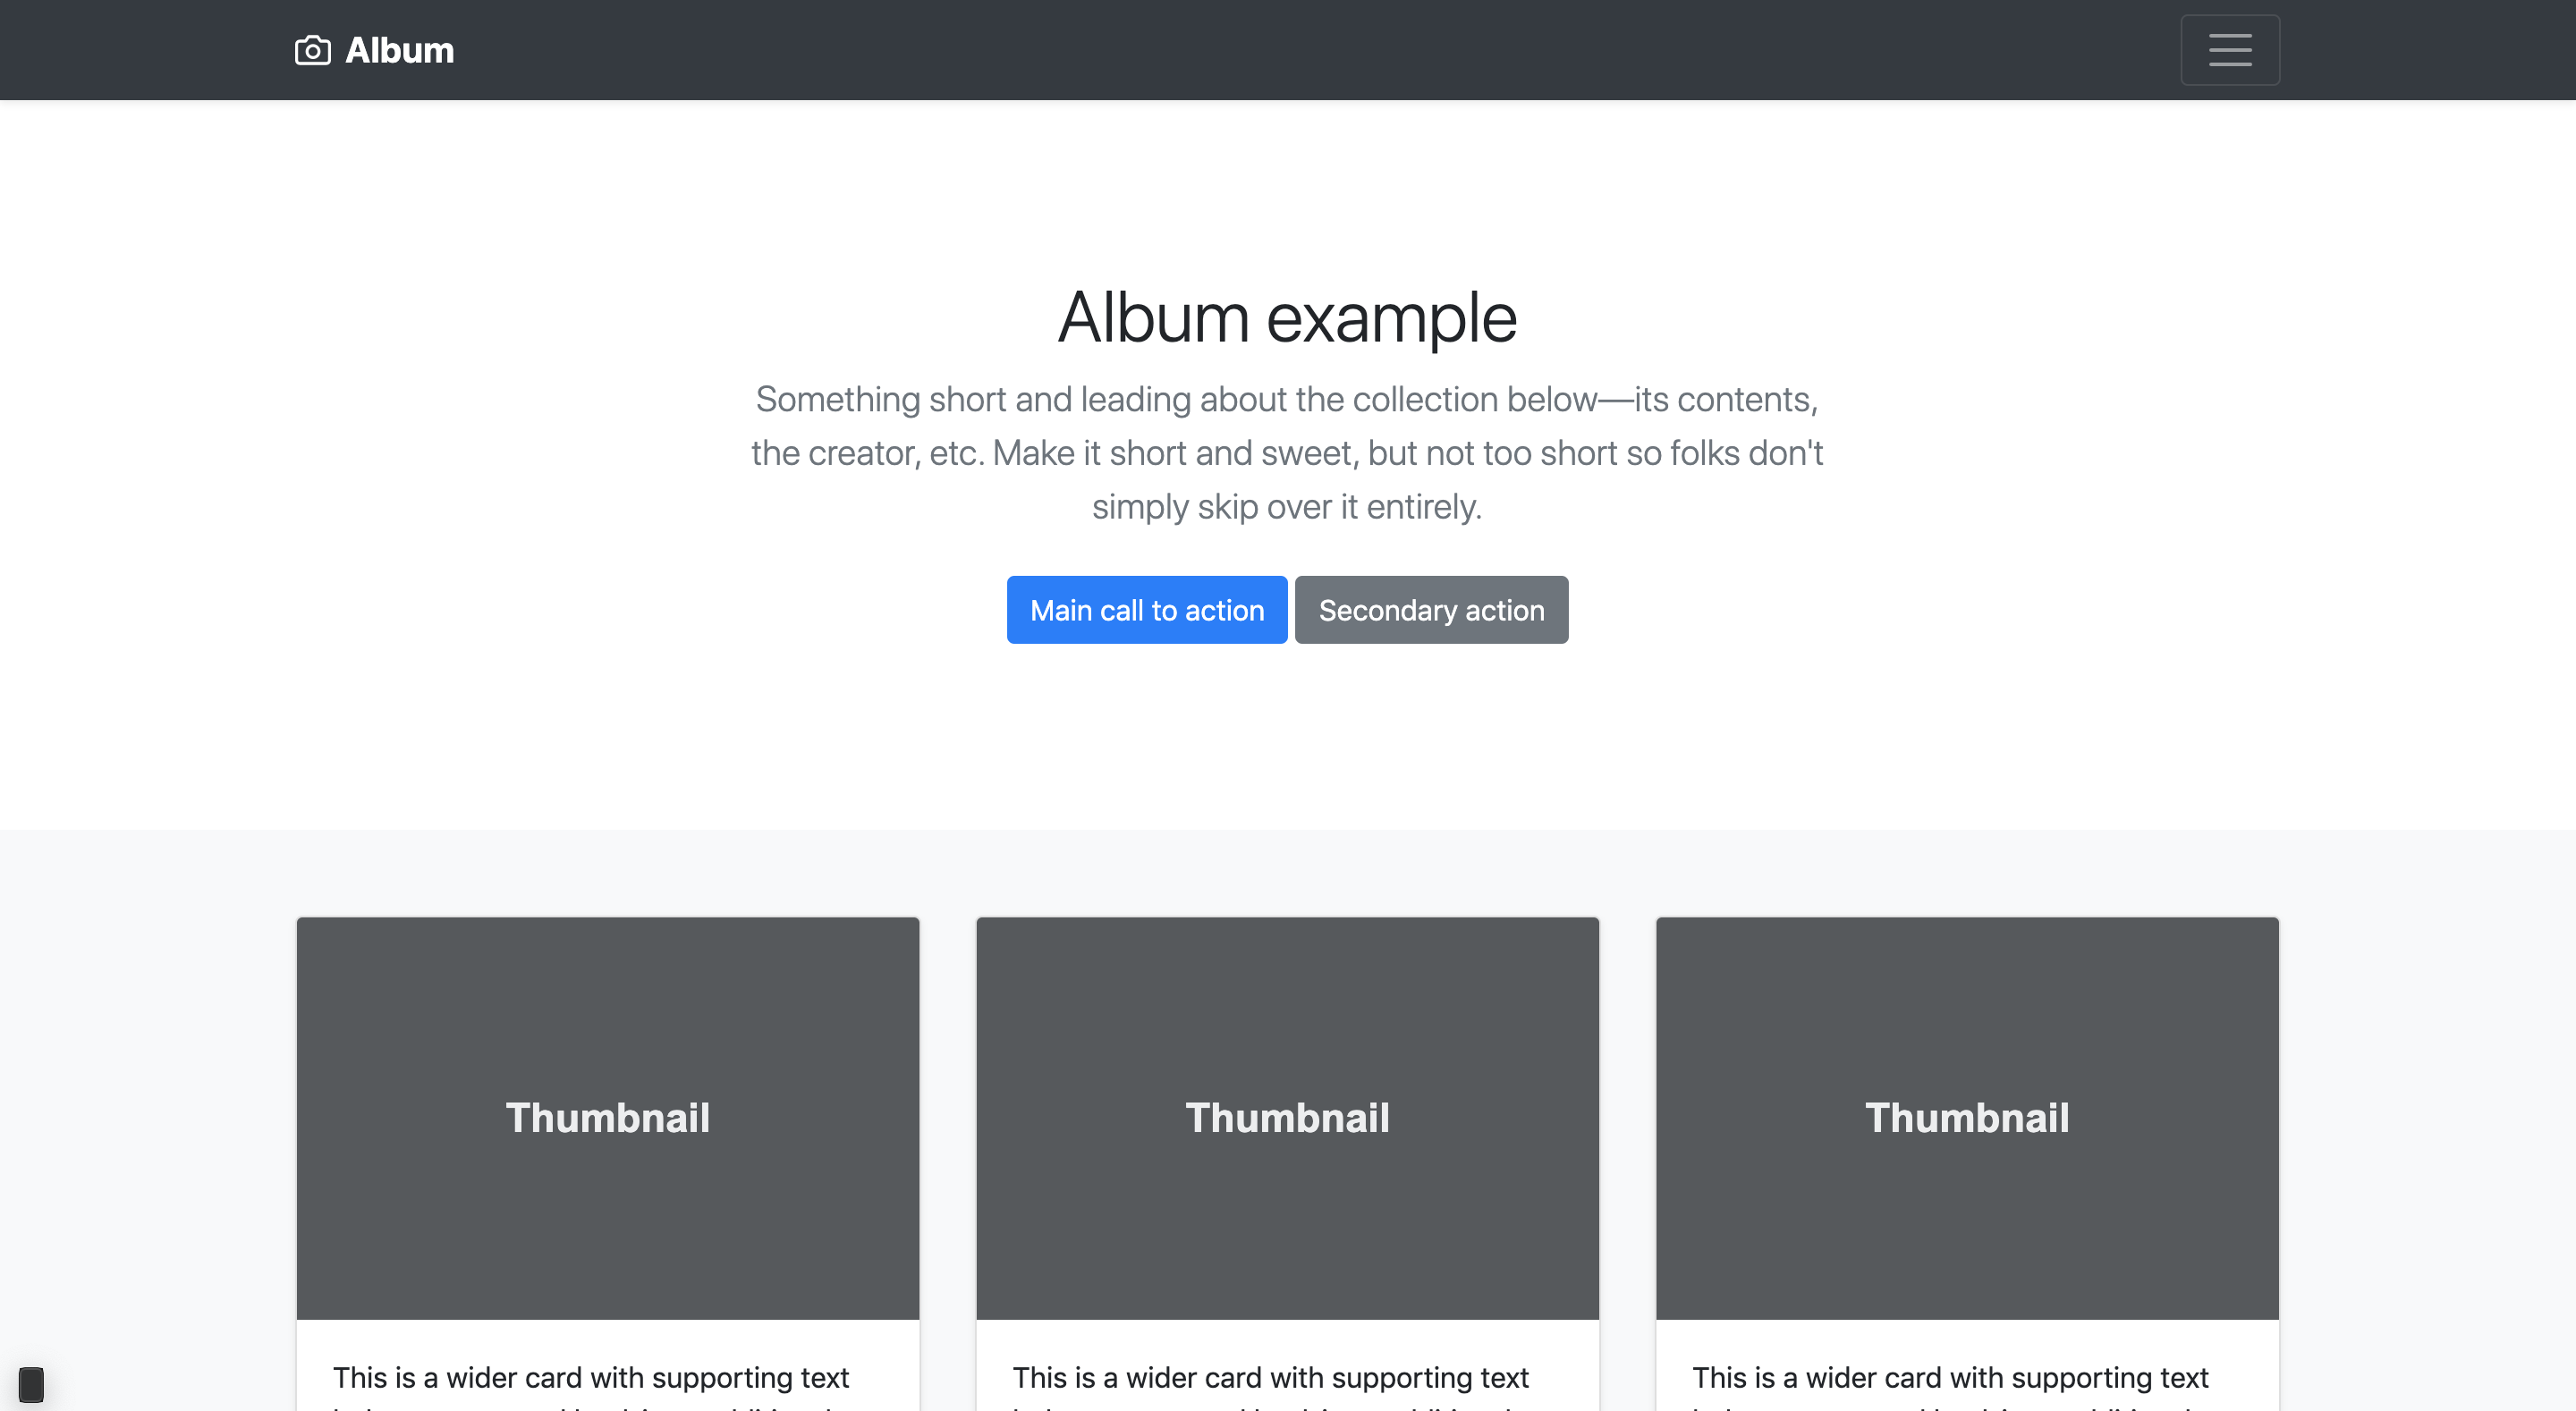 Album
Album example
Something short and leading about the collection below—its contents,
the creator, etc. Make it short and sweet, but not too short so folks don't
simply skip over it entirely.
Main call to action
Secondary action
Thumbnail
Thumbnail
Thumbnail
This is a wider card with supporting text
This is a wider card with supporting text
This is a wider card with supporting text